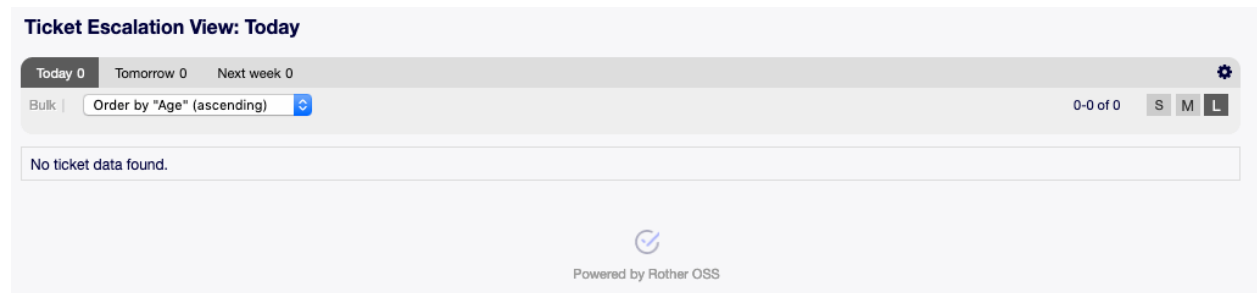 Ticket Escalation View: Today
Today 0 Tomorrow 0 Next week 0
Bulk | Order by "Age" (ascending) 0-0 of 0 S M L
No ticket data found.
Powered by Rother OSS